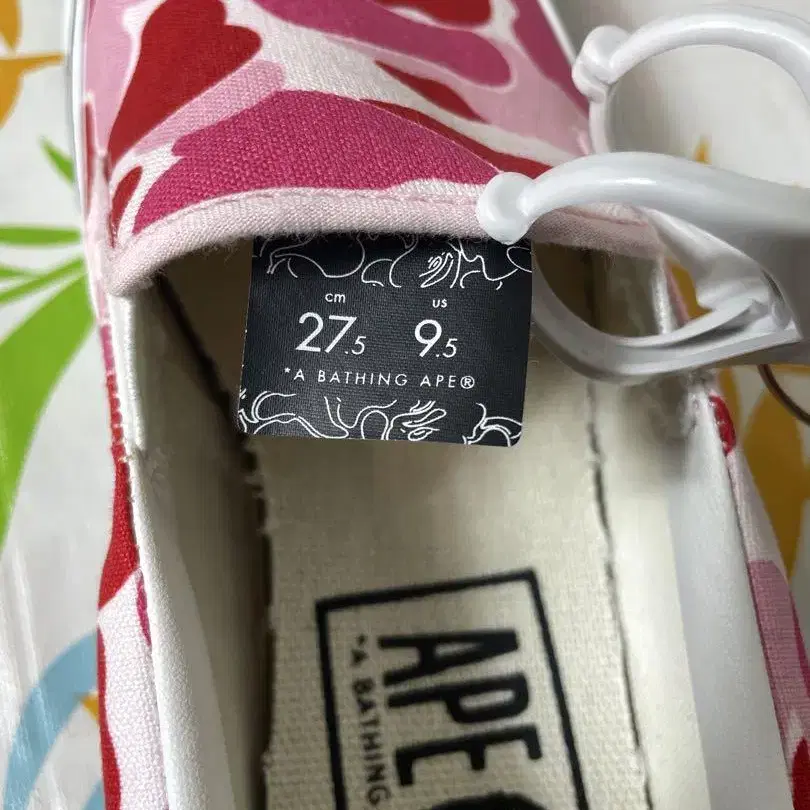 cm US
27.5 9.5
*A BATHING APE®
APE
*A BATHING